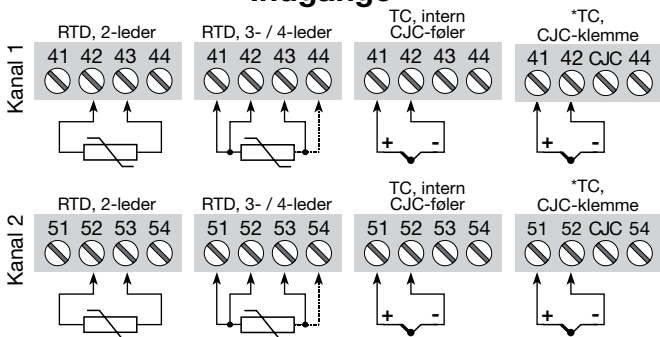 Indgange
RTD, 2-leder
RTD, 3- / 4-leder
TC, intern
CJC-føler
*TC,
CJC-klemme
Kanal 1
41 42 43 44
41 42 43 44
41 42 43 44
41 42 CJC 44
+ -
+ -
RTD, 2-leder
RTD, 3- / 4-leder
TC, intern
CJC-føler
*TC,
CJC-klemme
Kanal 2
51 52 53 54
51 52 53 54
51 52 53 54
51 52 CJC 54
+ -
+ -